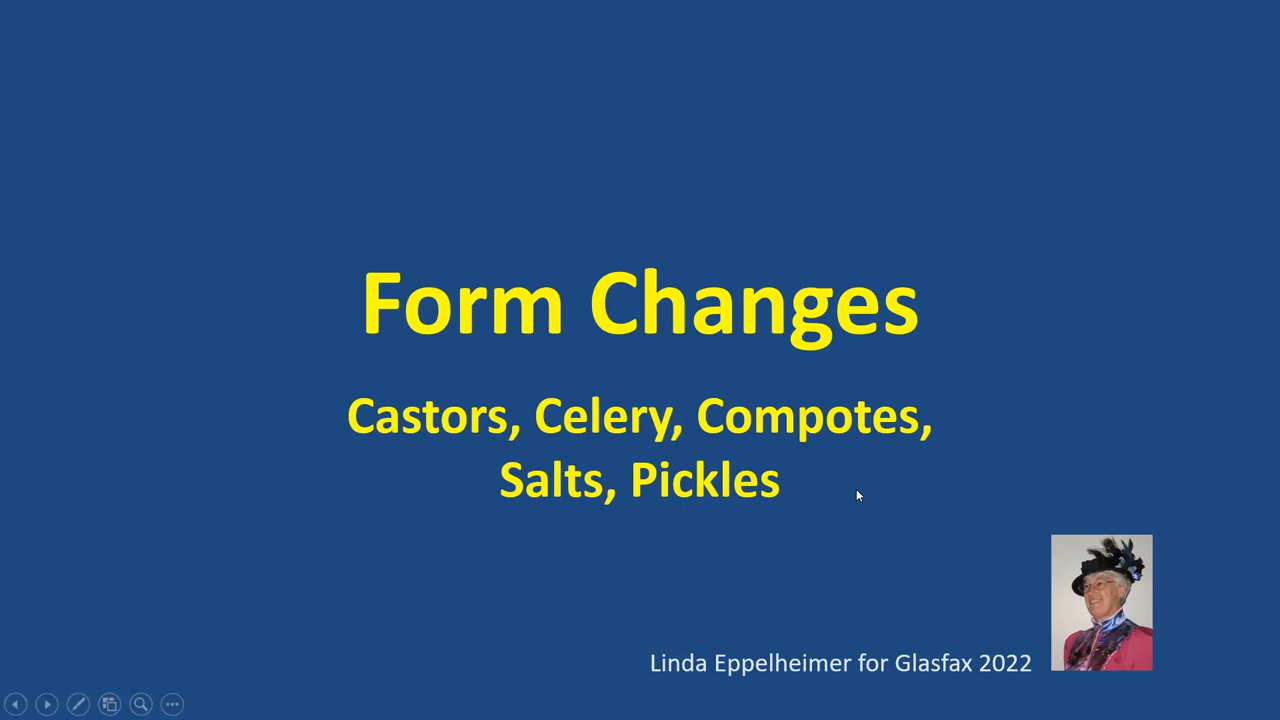 Form Changes
Castors, Celery, Compotes,
Salts, Pickles
Linda Eppelheimer for Glasfax 2022